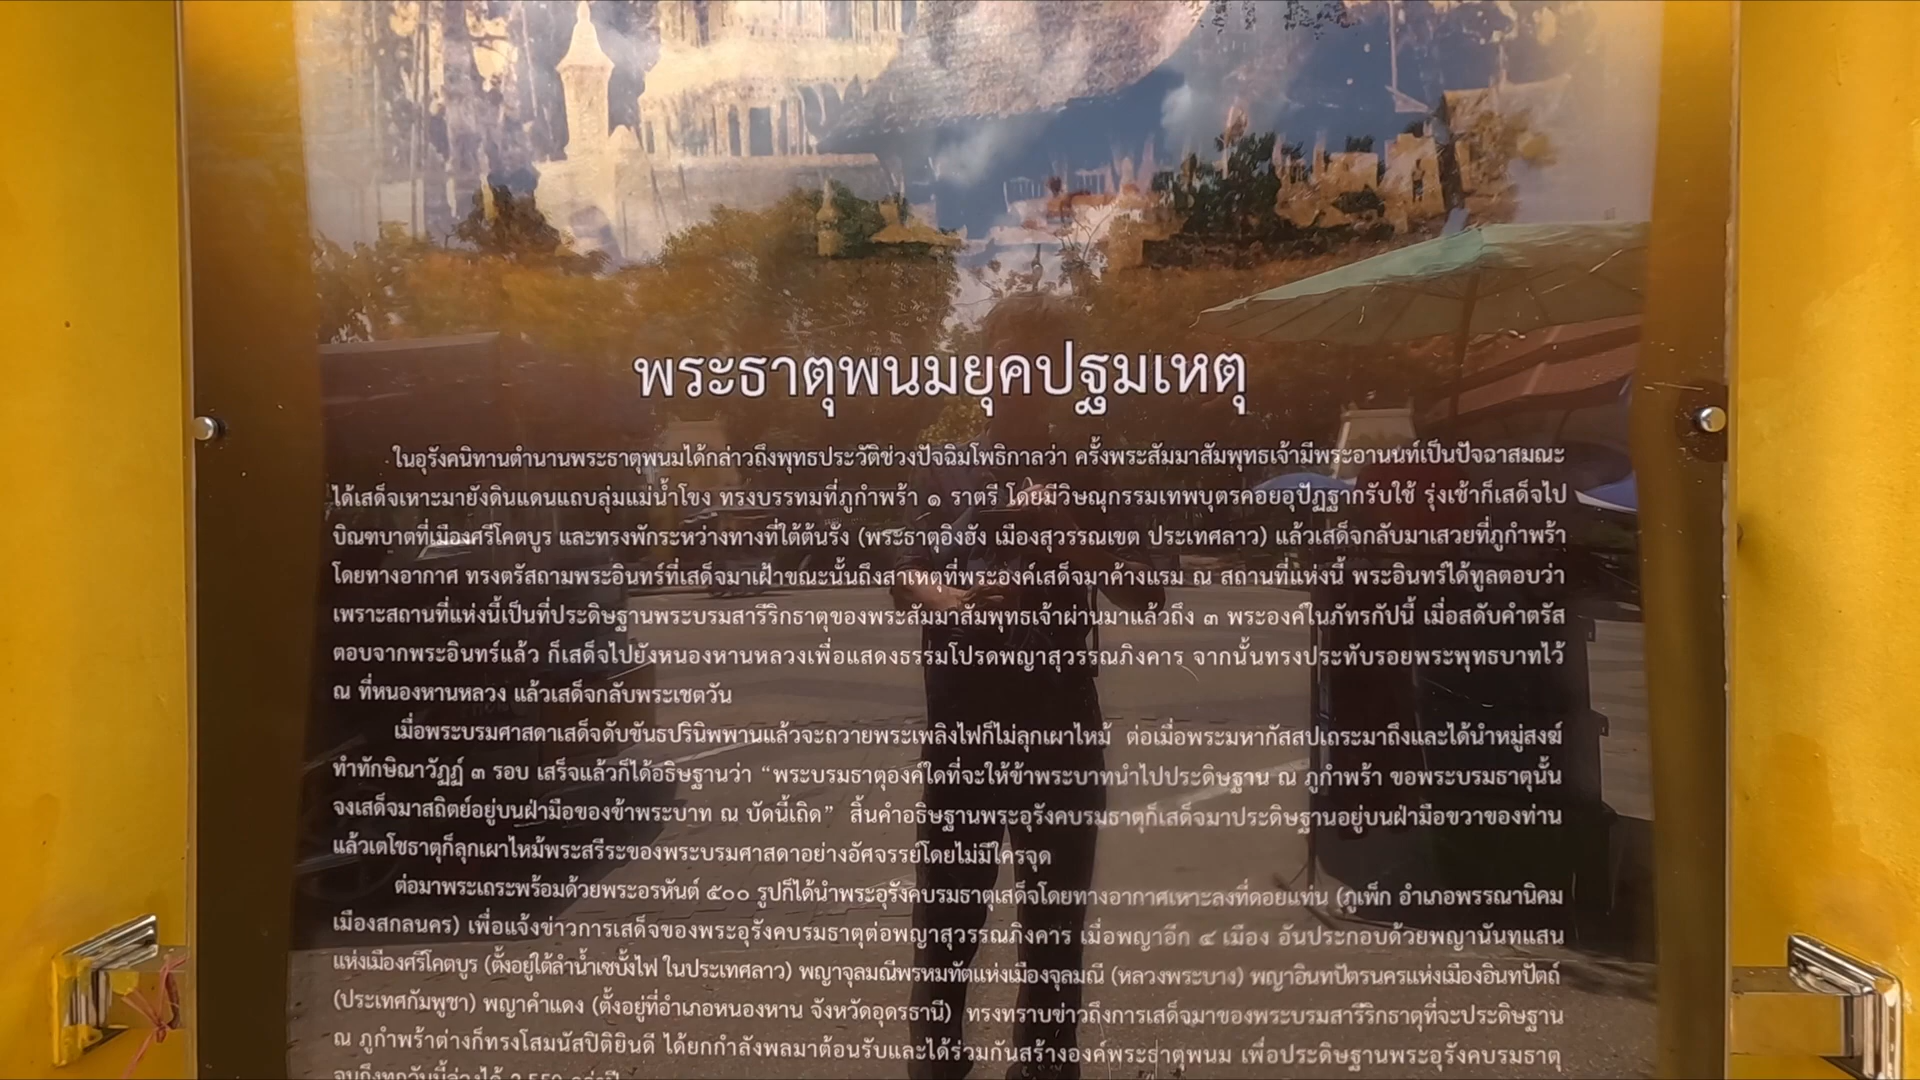 พระธาตุพนมยุคปฐมเหตุ
ในอุรังคนิทานตำนานพระธาตุพนมได้กล่าวถึงพุทธประวัติช่วงปัจฉิมโพธิกาลว่า ครั้งพระสัมมาสัมพุทธเจ้ามีพระอานนท์เป็นปัจฉาสมณะ
ได้เสด็จเหาะมายังดินแดนแถบลุ่มแม่น้ำโขง ทรงบรรทมที่ภูกำพร้า ๑ ราตรี โดยมีวิษณุกรรมเทพบุตรคอยอุปัฏฐากรับใช้ รุ่งเช้าก็เสด็จไป
บิณฑบาตที่เมืองศรีโคตบูร และทรงพักระหว่างทางที่ใต้ต้นรัง (พระธาตุอิงฮัง เมืองสุวรรณเขต ประเทศลาว) แล้วเสด็จกลับมาเสวยที่ภูกำพร้า
โดยทางอากาศ ทรงตรัสถามพระอินทร์ที่เสด็จมาเฝ้าขณะนั้นถึงสาเหตุที่พระองค์เสด็จมาค้างแรม ณ สถานที่แห่งนี้ พระอินทร์ได้ทูลตอบว่า
เพราะสถานที่แห่งนี้เป็นที่ประดิษฐานพระบรมสารีริกธาตุของพระสัมมาสัมพุทธเจ้าผ่านมาแล้วถึง ๓ พระองค์ในภัทรกัปนี้ เมื่อสดับคำตรัส
ตอบจากพระอินทร์แล้ว ก็เสด็จไปยังหนองหานหลวงเพื่อแสดงธรรมโปรดพญาสุวรรณภิงคาร จากนั้นทรงประทับรอยพระพุทธบาทไว้
ณ ที่หนองหานหลวง แล้วเสด็จกลับพระเชตวัน
เมื่อพระบรมศาสดาเสด็จดับขันธปรินิพพานแล้วจะถวายพระเพลิงไฟก็ไม่ลุกเผาไหม้ ต่อเมื่อพระมหากัสสปเถระมาถึงและได้นำหมู่สงฆ์
ทำทักษิณาวัฏฏ์ ๓ รอบ เสร็จแล้วก็ได้อธิษฐานว่า “พระบรมธาตุองค์ใดที่จะให้ข้าพระบาทนำไปประดิษฐาน ณ ภูกำพร้า ขอพระบรมธาตุนั้น
จงเสด็จมาสถิตย์อยู่บนฝ่ามือของข้าพระบาท ณ บัดนี้เถิด” สิ้นคำอธิษฐานพระอุรังคบรมธาตุก็เสด็จมาประดิษฐานอยู่บนฝ่ามือขวาของท่าน
แล้วเตโชธาตุก็ลุกเผาไหม้พระสรีระของพระบรมศาสดาอย่างอัศจรรย์โดยไม่มีใครจุด
ต่อมาพระเถระพร้อมด้วยพระอรหันต์ ๕๐๐ รูปก็ได้นำพระอุรังคบรมธาตุเสด็จโดยทางอากาศเหาะลงที่ดอยแท่น (ภูเพ็ก อำเภอพรรณานิคม
เมืองสกลนคร) เพื่อแจ้งข่าวการเสด็จของพระอุรังคบรมธาตุต่อพญาสุวรรณภิงคาร เมื่อพญาอีก ๔ เมือง อันประกอบด้วยพญานันทแสน
แห่งเมืองศรีโคตบูร (ตั้งอยู่ใต้ลำน้ำเซบั้งไฟ ในประเทศลาว) พญาจุลมณีพรหมทัตแห่งเมืองจุลมณี (หลวงพระบาง) พญาอินทปัตรนครแห่งเมืองอินทปัตถ์
(ประเทศกัมพูชา) พญาคำแดง (ตั้งอยู่ที่อำเภอหนองหาน จังหวัดอุดรธานี) ทรงทราบข่าวถึงการเสด็จมาของพระบรมสารีริกธาตุที่จะประดิษฐาน
ณ ภูกำพร้าต่างก็ทรงโสมนัสปิติยินดี ได้ยกกำลังพลมาต้อนรับและได้ร่วมกันสร้างองค์พระธาตุพนม เพื่อประดิษฐานพระอุรังคบรมธาตุ